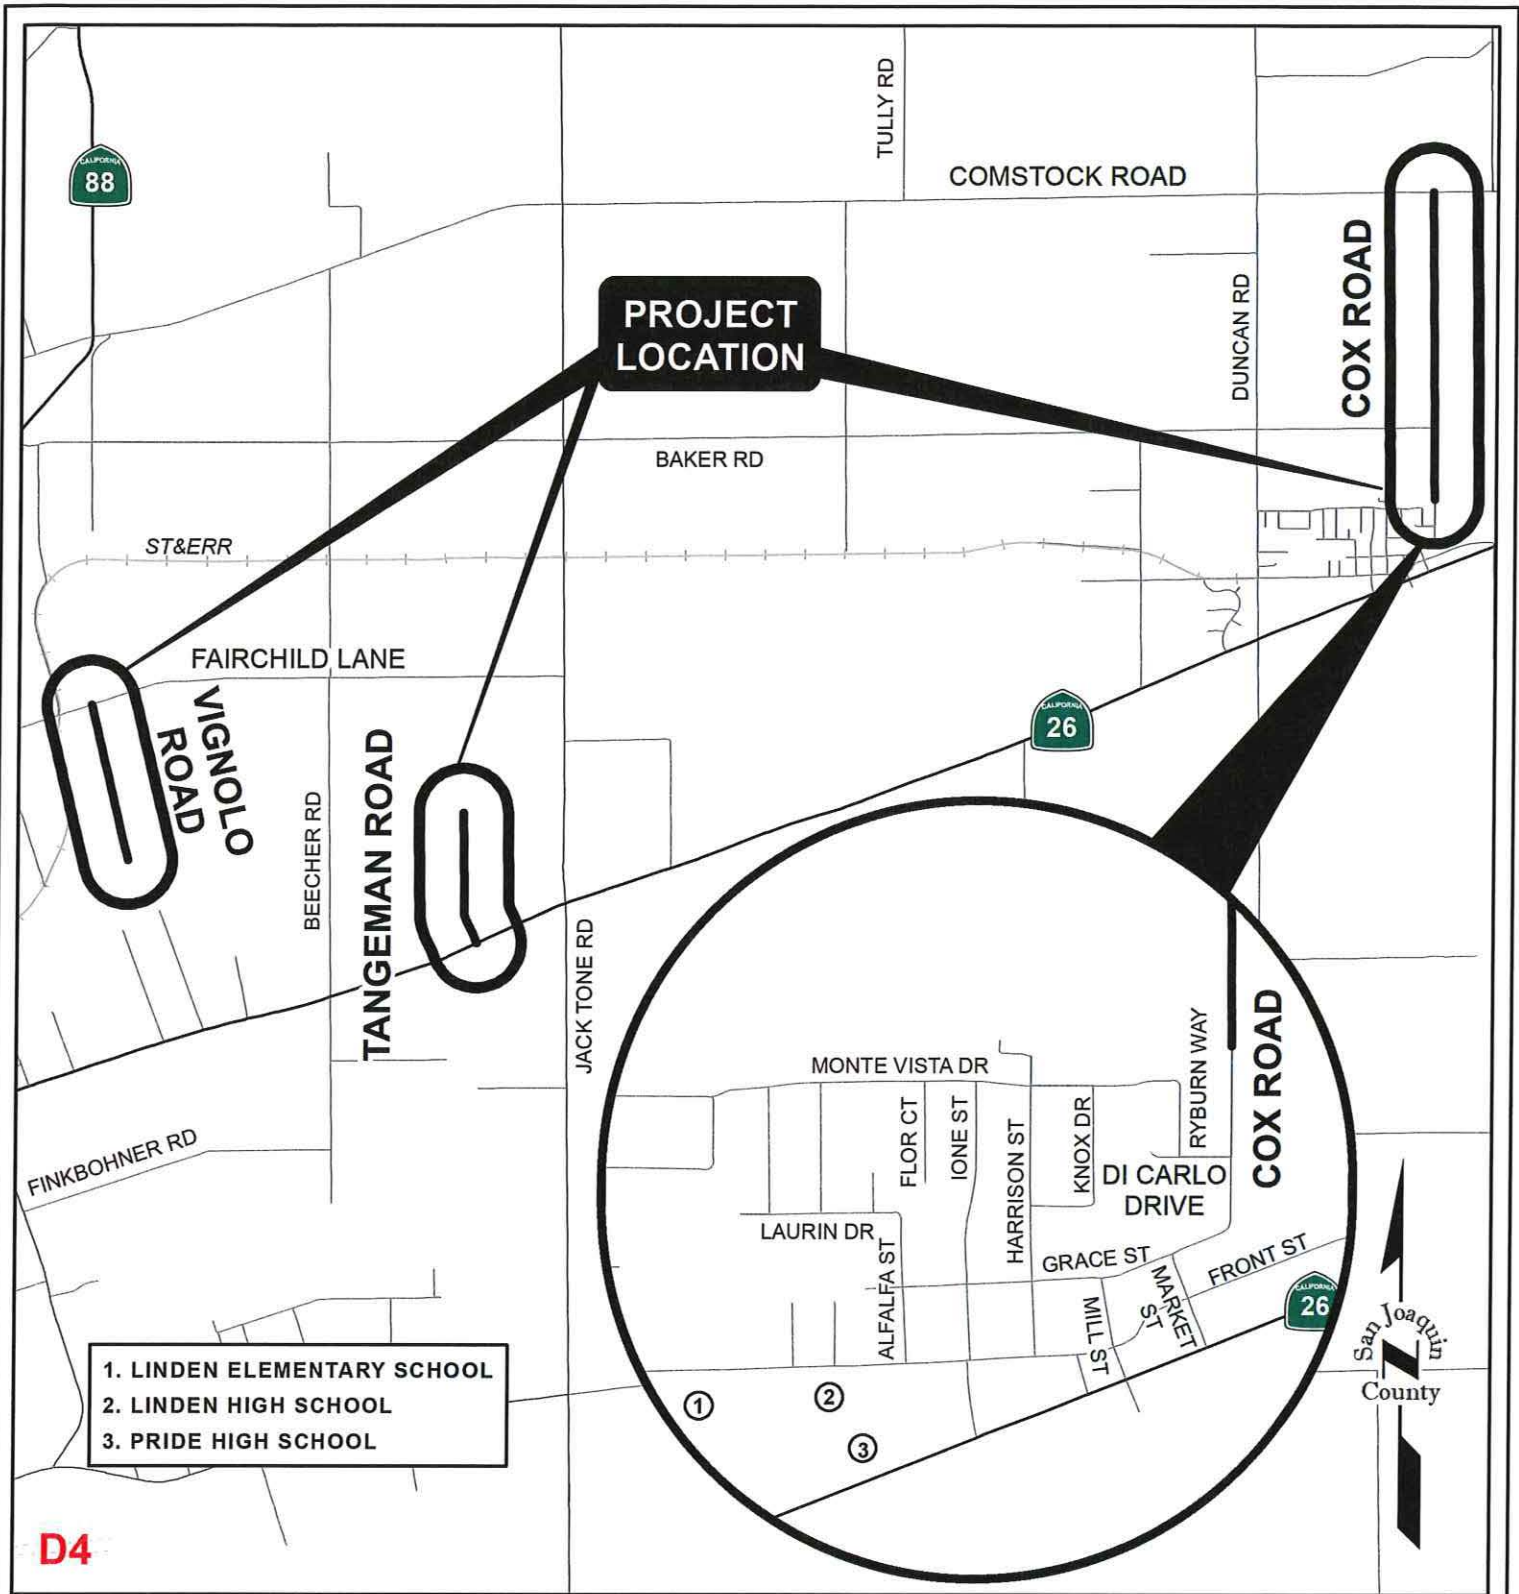 CALIFORNIA
88
TULLY RD
COMSTOCK ROAD
COX ROAD
PROJECT
LOCATION
DUNCAN RD
BAKER RD
ST&ERR
FAIRCHILD LANE
VIGNOLO
ROAD
CALIFORNIA
26
BEECHER RD
TANGEMAN ROAD
JACK TONE RD
MONTE VISTA DR
RYBURN WAY
COX ROAD
FLOR CT
IONE ST
HARRISON ST
KNOX DR
DI CARLO
DRIVE
FINKBOHNER RD
LAURIN DR
ALFALFA ST
GRACE ST
MARKET
ST
FRONT ST
MILL ST
CALIFORNIA
26
San Joaquin
County
1. LINDEN ELEMENTARY SCHOOL
2. LINDEN HIGH SCHOOL
3. PRIDE HIGH SCHOOL
1
2
3
D4